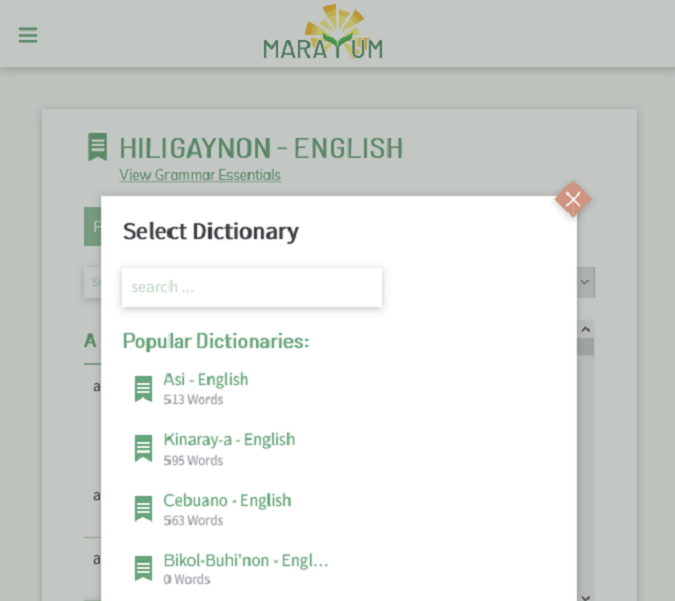 MARAYUM
HILIGAYNON - ENGLISH
View Grammar Essentials
Select Dictionary
search ...
Popular Dictionaries:
A
Asi - English
513 Words
a
Kinaray-a - English
595 Words
Cebuano - English
563 Words
a
Bikol-Buhi'non - Engl...
0 Words
a